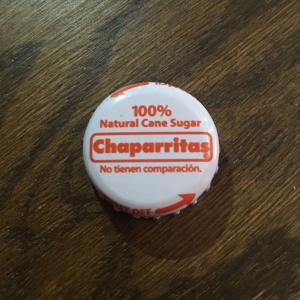 100%
Natural Cane Sugar
Chaparritas
No tienen comparación.